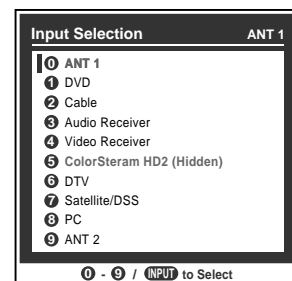 Input Selection ANT 1
0 ANT 1
1 DVD
2 Cable
3 Audio Receiver
4 Video Receiver
5 ColorSteram HD2 (Hidden)
6 DTV
7 Satellite/DSS
8 PC
9 ANT 2
0 - 9 / INPUT to Select